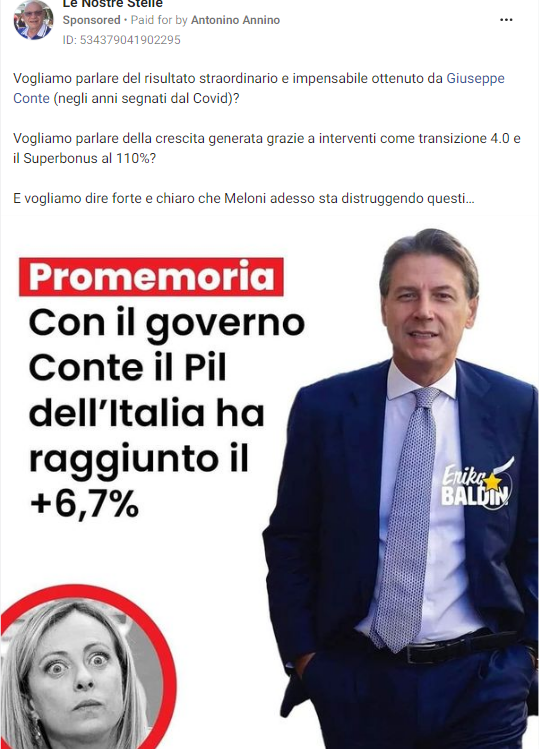 Le Nostre Stelle
Sponsored • Paid for by Antonino Annino
ID: 534379041902295
Vogliamo parlare del risultato straordinario e impensabile ottenuto da Giuseppe
Conte (negli anni segnati dal Covid)?
Vogliamo parlare della crescita generata grazie a interventi come transizione 4.0 e
il Superbonus al 110%?
E vogliamo dire forte e chiaro che Meloni adesso sta distruggendo questi...
Promemoria
Con il governo
Conte il Pil
dell'Italia ha
raggiunto il
+6,7%
Erika
BALDIN